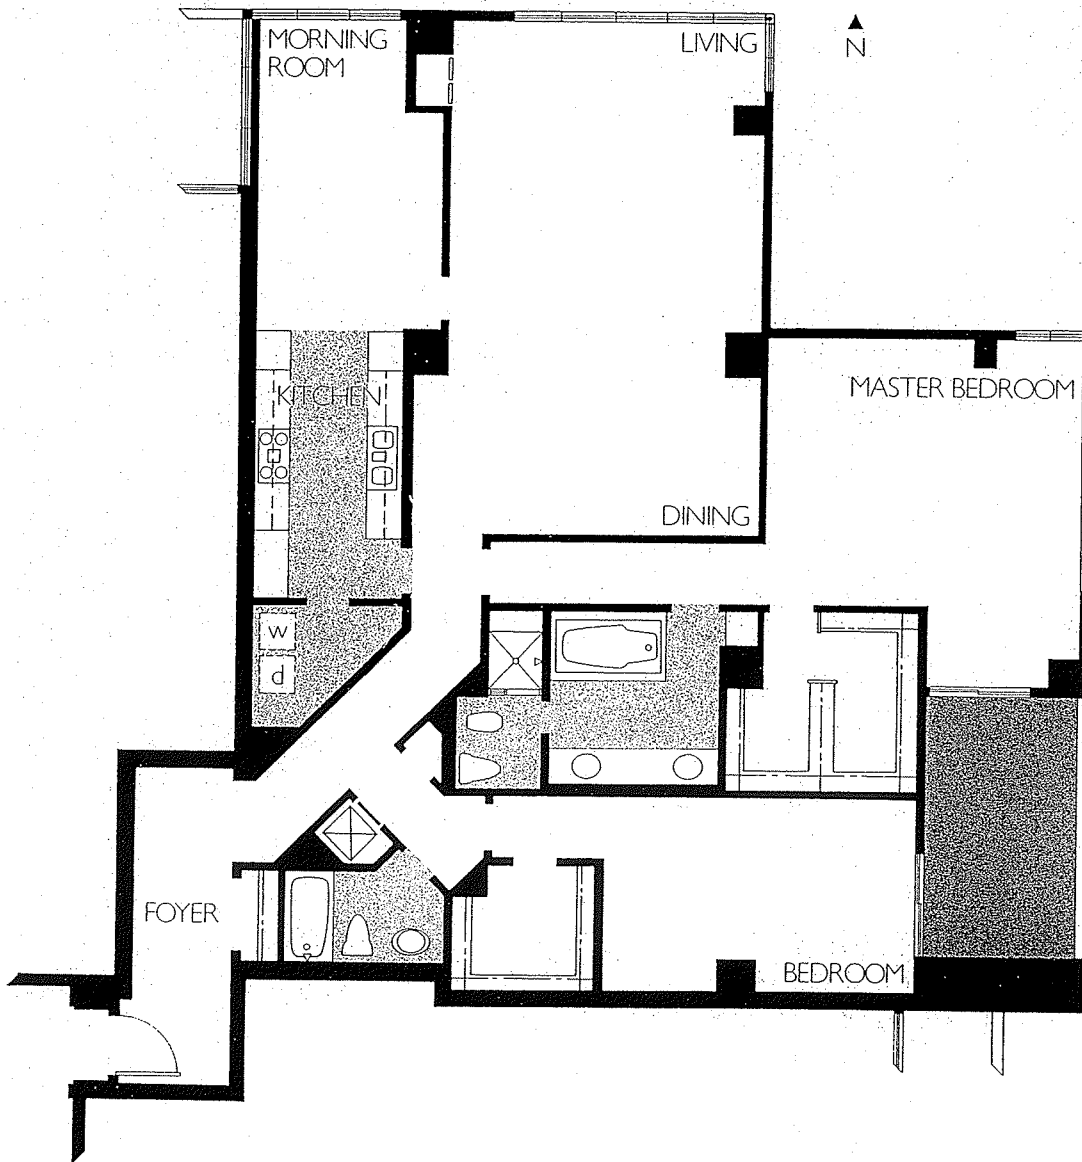 MORNING
ROOM
LIVING
N
KITCHEN
MASTER BEDROOM
DINING
w
d
FOYER
BEDROOM